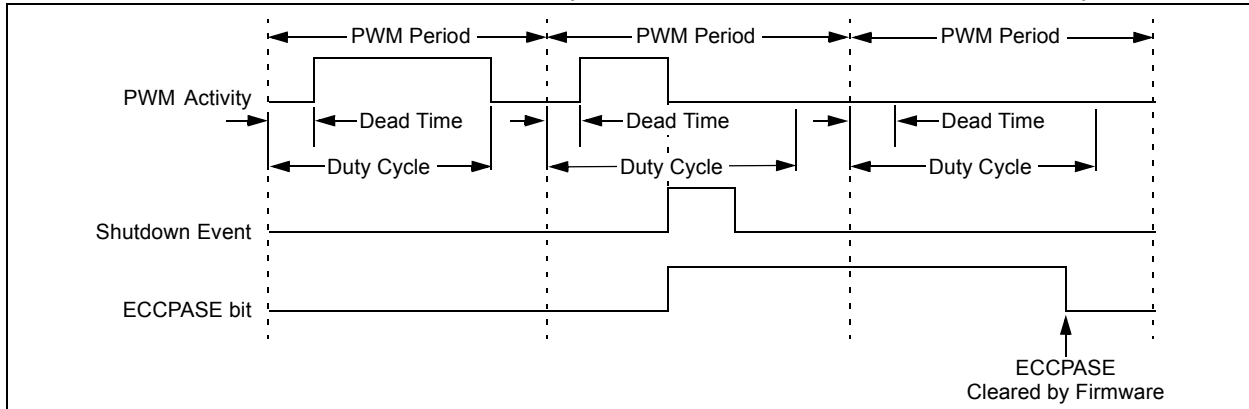 PWM Period PWM Period PWM Period
PWM Activity
Dead Time Dead Time Dead Time
Duty Cycle Duty Cycle Duty Cycle
Shutdown Event
ECCPASE bit
ECCPASE
Cleared by Firmware